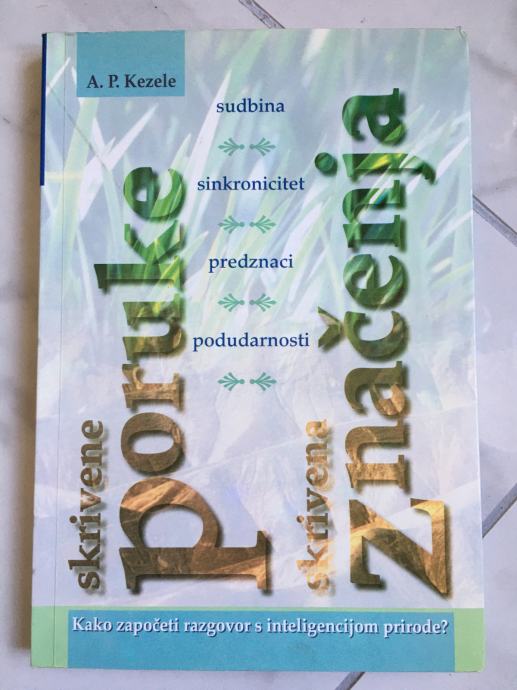 A. P. Kezele
sudbina
sinkronicitet
predznaci
podudarnosti
skrivene
poruke
skrivena
značenja
Kako započeti razgovor s inteligencijom prirode?